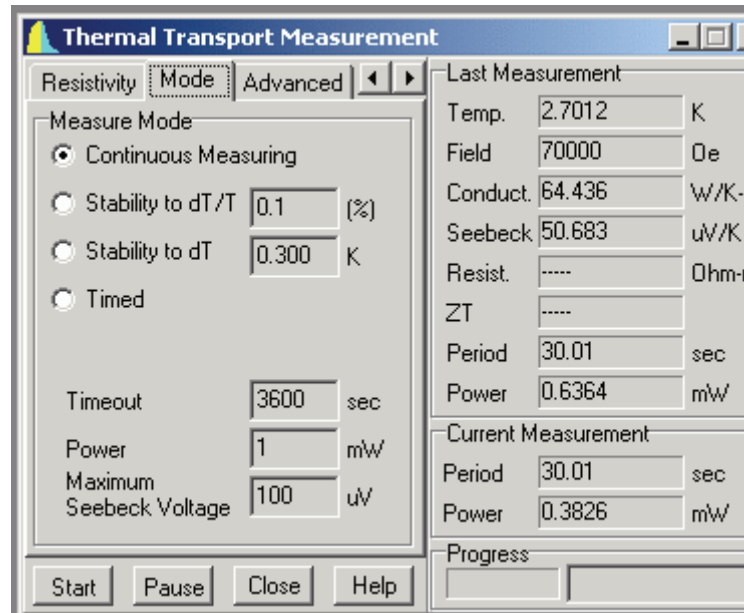 Thermal Transport Measurement
Resistivity Mode Advanced
Measure Mode
Continuous Measuring
Stability to dT/T 0.1 (%)
Stability to dT 0.300 K
Timed
Timeout 3600 sec
Power 1 mW
Maximum
Seebeck Voltage 100 uV
Start Pause Close Help
Last Measurement
Temp. 2.7012 K
Field 70000 Oe
Conduct. 64.436 W/K-
Seebeck 50.683 uV/K
Resist. ----- Ohm-
ZT -----
Period 30.01 sec
Power 0.6364 mW
Current Measurement
Period 30.01 sec
Power 0.3826 mW
Progress